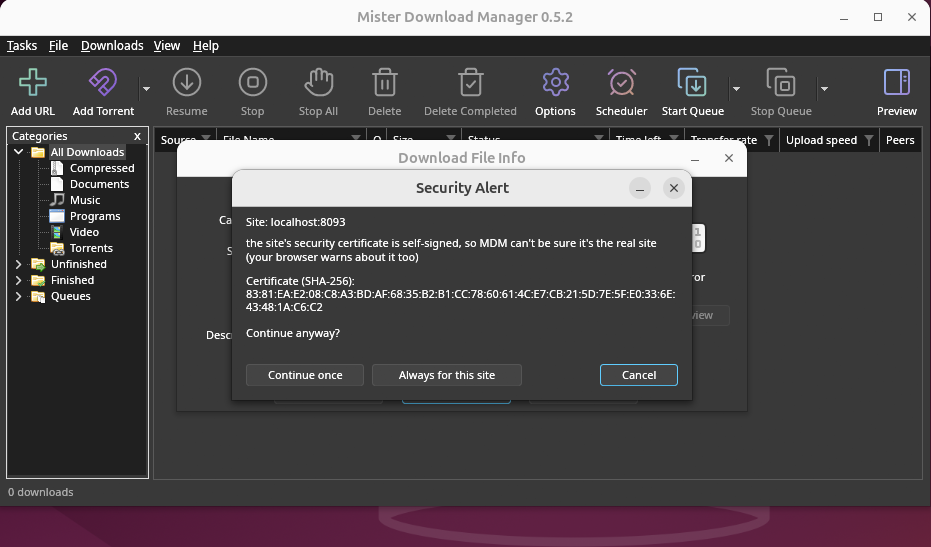 Mister Download Manager 0.5.2
Tasks File Downloads View Help
Add URL Add Torrent Resume Stop Stop All Delete Delete Completed Options Scheduler Start Queue Stop Queue Preview
Categories x
Source File Name Q Size Status Time left Transfer rate Upload speed Peers
All Downloads
Compressed
Documents
Music
Programs
Video
Torrents
Unfinished
Finished
Queues
Download File Info
Security Alert
Site: localhost:8093
the site's security certificate is self-signed, so MDM can't be sure it's the real site
(your browser warns about it too)
Certificate (SHA-256):
83:81:EA:E2:08:C8:A3:BD:AF:68:35:B2:B1:CC:78:60:61:4C:E7:CB:21:5D:7E:5F:E0:33:6E:
43:48:1A:C6:C2
Continue anyway?
Continue once Always for this site Cancel
0 downloads